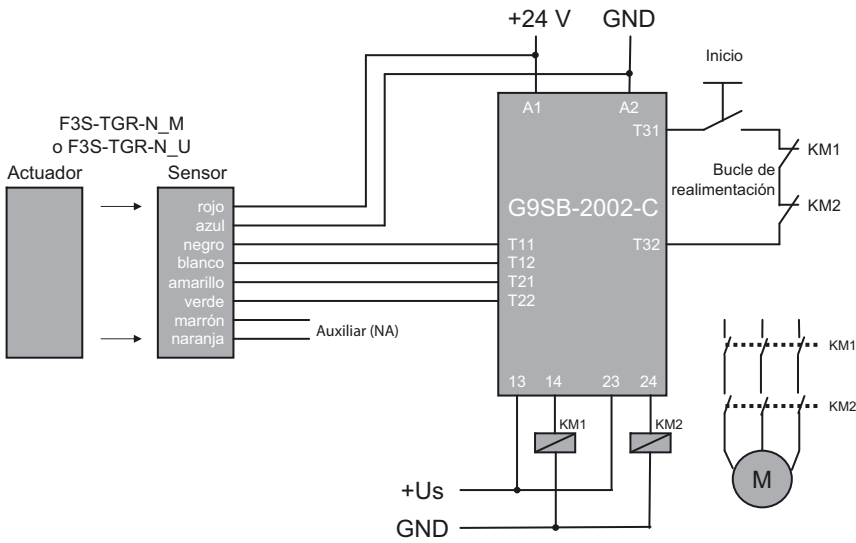 +24 V
GND
Inicio
F3S-TGR-N_M
o F3S-TGR-N_U
Actuador
Sensor
A1
A2
T31
KM1
Bucle de
realimentación
KM2
rojo
azul
negro
blanco
amarillo
verde
marrón
naranja
G9SB-2002-C
T11
T12
T21
T22
T32
Auxiliar (NA)
13
14
23
24
KM1
KM2
KM1
KM2
M
+Us
GND